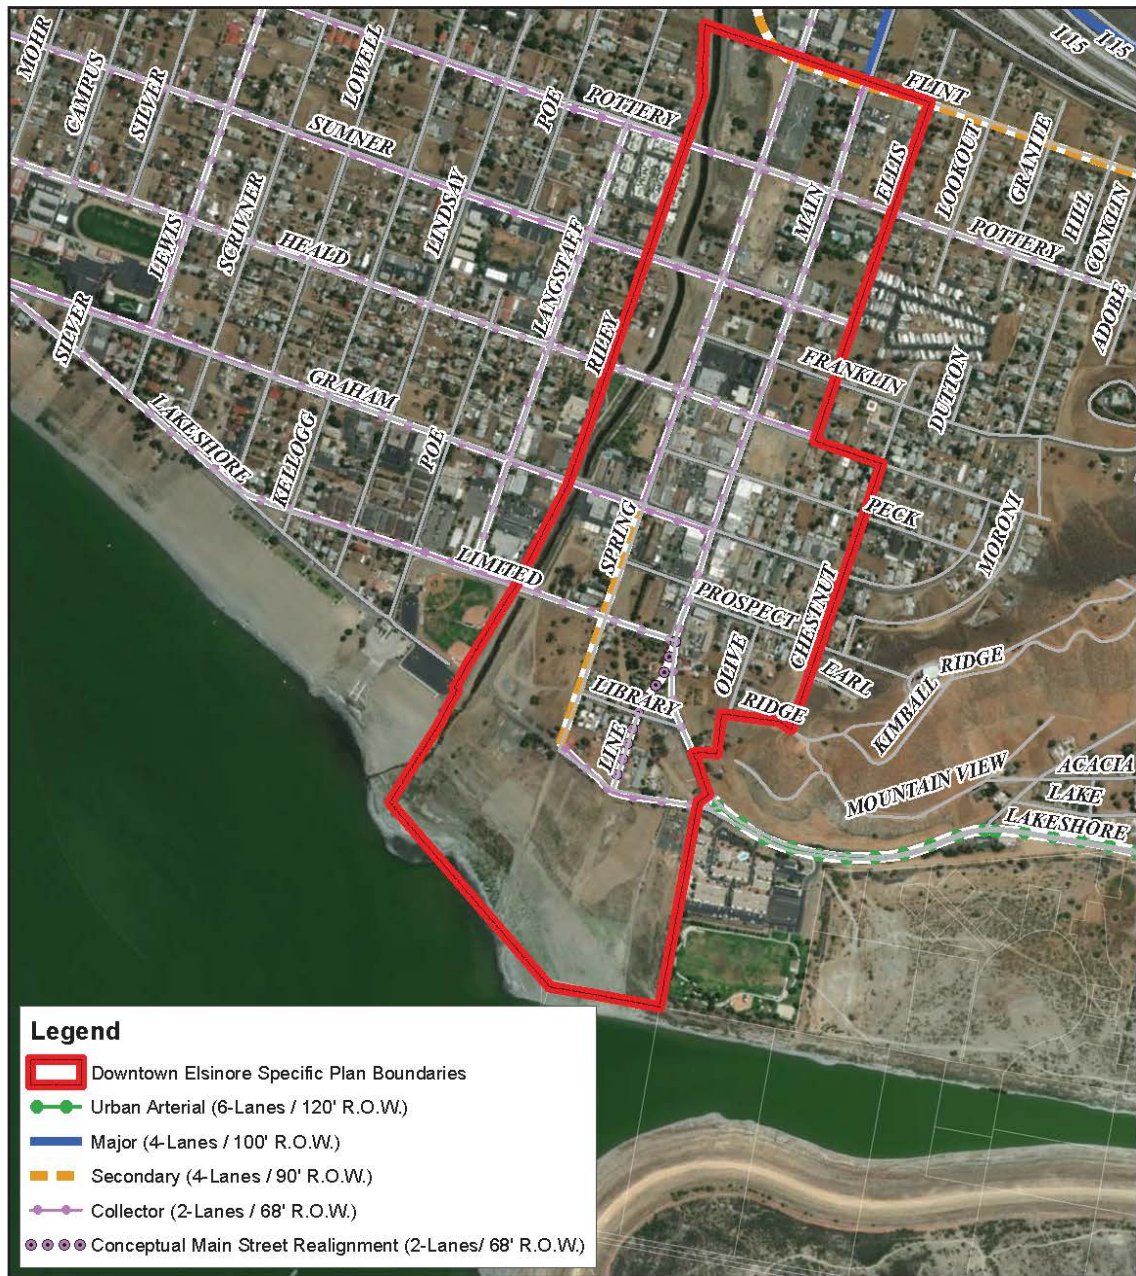 MOHR
CAMPUS
SILVER
LOWELL
POE
POTTERY
115
115
FLINT
SUMNER
LINDSAY
LOOKOUT
GRANITE
ELLIS
MAIN
HILL
CONKLIN
POTTERY
LEWIS
SCRIVNER
HEALD
LANGSTAFF
RILEY
ADOBE
SILVER
GRAHAM
FRANKLIN
DUTTON
LAKESHORE
KELLOGG
POE
PECK
MORONI
LIMITED
SPRING
PROSPECT
CHESTNUT
OLIVE
EARL
RIDGE
KIMBALL
LIBRARY
RIDGE
LINE
MOUNTAIN VIEW
ACACIA
LAKE
LAKESHORE
Legend
Downtown Elsinore Specific Plan Boundaries
Urban Arterial (6-Lanes / 120' R.O.W.)
Major (4-Lanes / 100' R.O.W.)
Secondary (4-Lanes / 90' R.O.W.)
Collector (2-Lanes / 68' R.O.W.)
Conceptual Main Street Realignment (2-Lanes/ 68' R.O.W.)